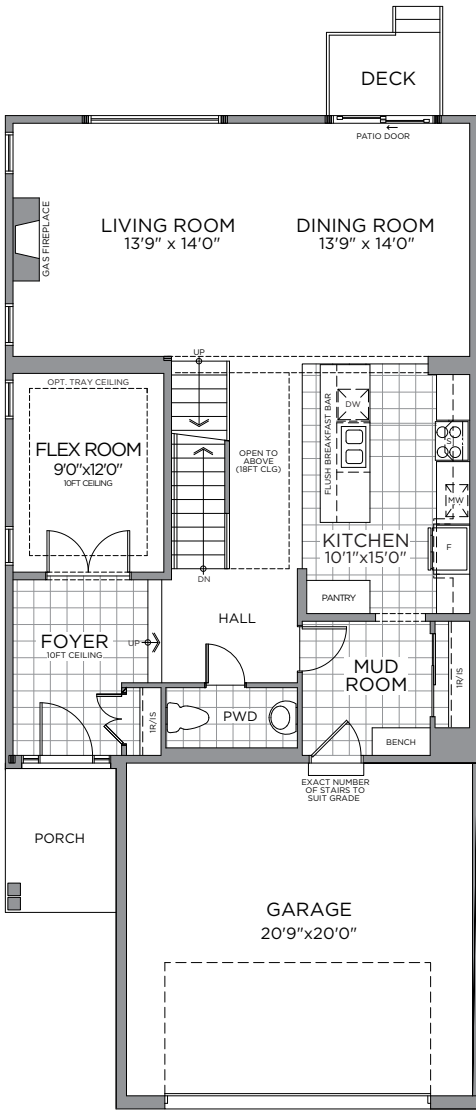 DECK
PATIO DOOR
LIVING ROOM
13'9" x 14'0"
DINING ROOM
13'9" x 14'0"
GAS FIREPLACE
UP
OPT. TRAY CEILING
FLEX ROOM
9'0"x12'0"
10FT CEILING
OPEN TO
ABOVE
(18FT CLG)
FLUSH BREAKFAST BAR
DW
S
MW
F
KITCHEN
10'1"x15'0"
PANTRY
DN
HALL
FOYER
10FT CEILING
UP
MUD
ROOM
1R/1S
1R/1S
PWD
BENCH
EXACT NUMBER
OF STAIRS TO
SUIT GRADE
PORCH
GARAGE
20'9"x20'0"